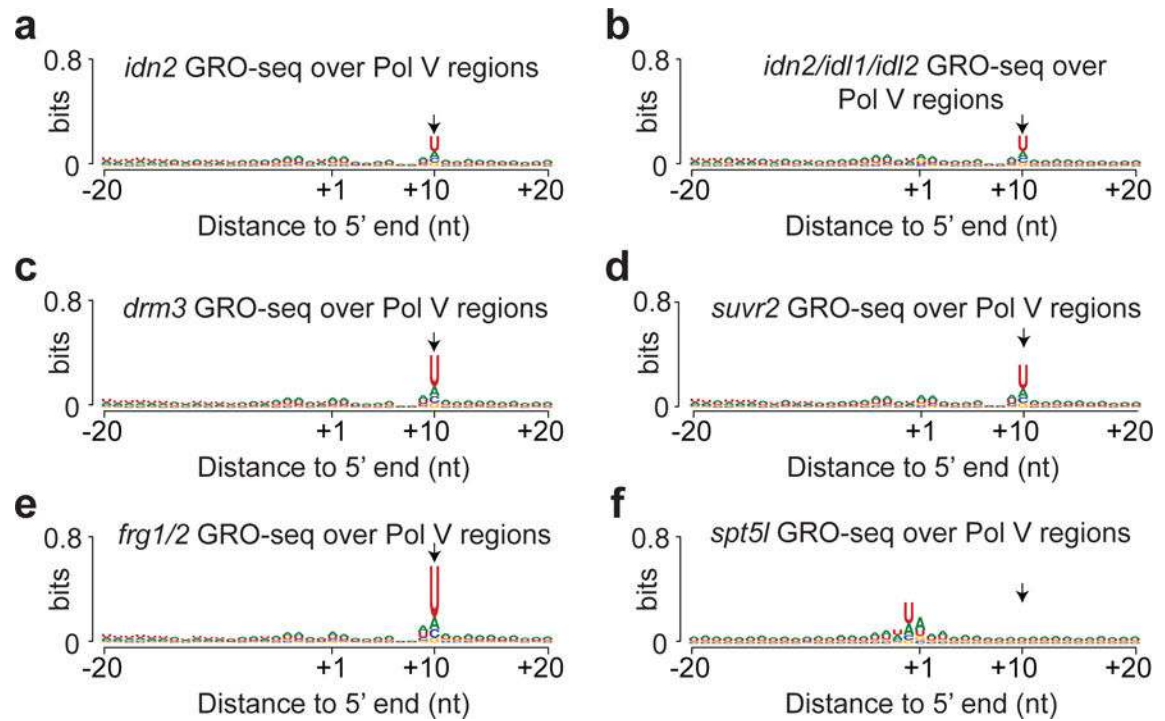 a
0.8
idn2 GRO-seq over Pol V regions
bits
U
A
0
-20
+1
+10
+20
Distance to 5' end (nt)
b
0.8
idn2/idl1/idl2 GRO-seq over
Pol V regions
bits
U
A
0
-20
+1
+10
+20
Distance to 5' end (nt)
c
0.8
drm3 GRO-seq over Pol V regions
bits
U
A
C
0
-20
+1
+10
+20
Distance to 5' end (nt)
d
0.8
suvr2 GRO-seq over Pol V regions
bits
U
A
C
0
-20
+1
+10
+20
Distance to 5' end (nt)
e
0.8
frg1/2 GRO-seq over Pol V regions
bits
U
A
C
0
-20
+1
+10
+20
Distance to 5' end (nt)
f
0.8
spt5l GRO-seq over Pol V regions
bits
U
A A
0
-20
+1
+10
+20
Distance to 5' end (nt)